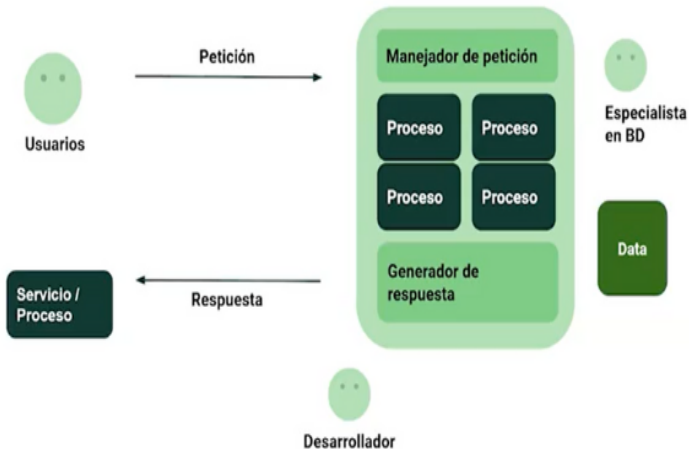 Petición
Manejador de petición
Usuarios
Especialista
en BD
Proceso
Proceso
Proceso
Proceso
Data
Servicio /
Proceso
Respuesta
Generador de
respuesta
Desarrollador